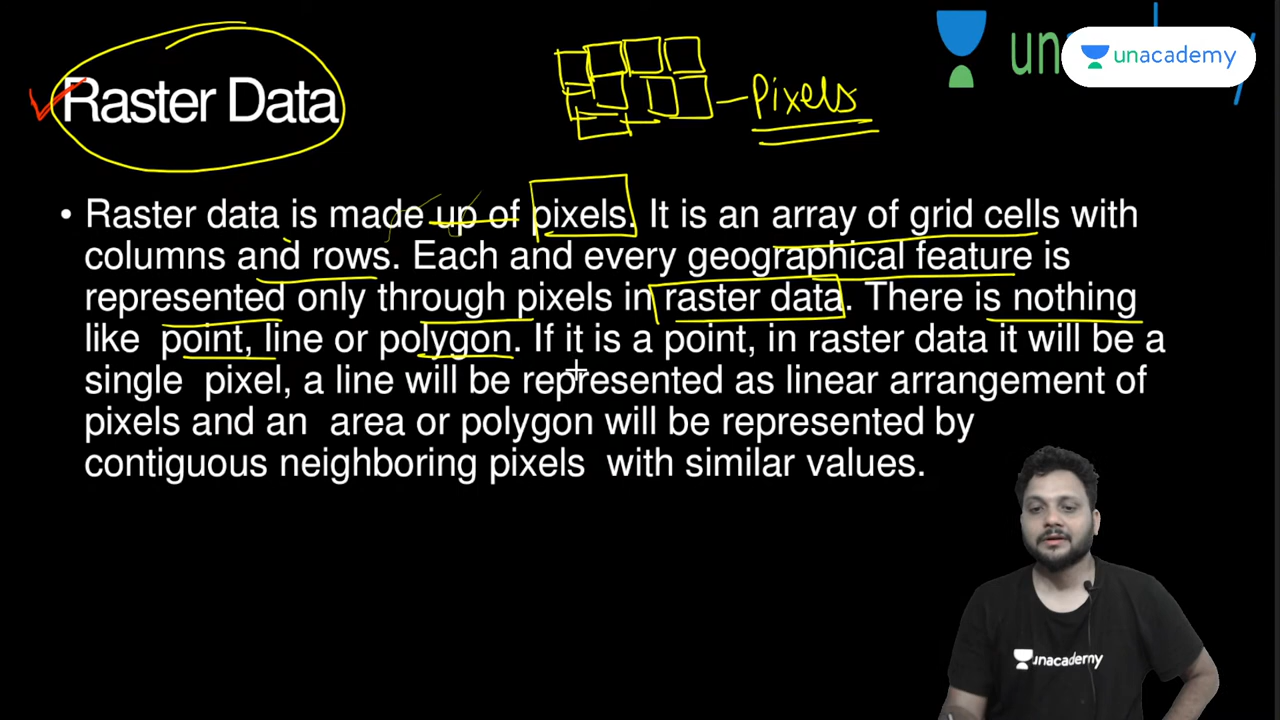 Raster Data
Pixels
unacademy
un
• Raster data is made up of pixels. It is an array of grid cells with
columns and rows. Each and every geographical feature is
represented only through pixels in raster data. There is nothing
like point, line or polygon. If it is a point, in raster data it will be a
single pixel, a line will be represented as linear arrangement of
pixels and an area or polygon will be represented by
contiguous neighboring pixels with similar values.
unacademy